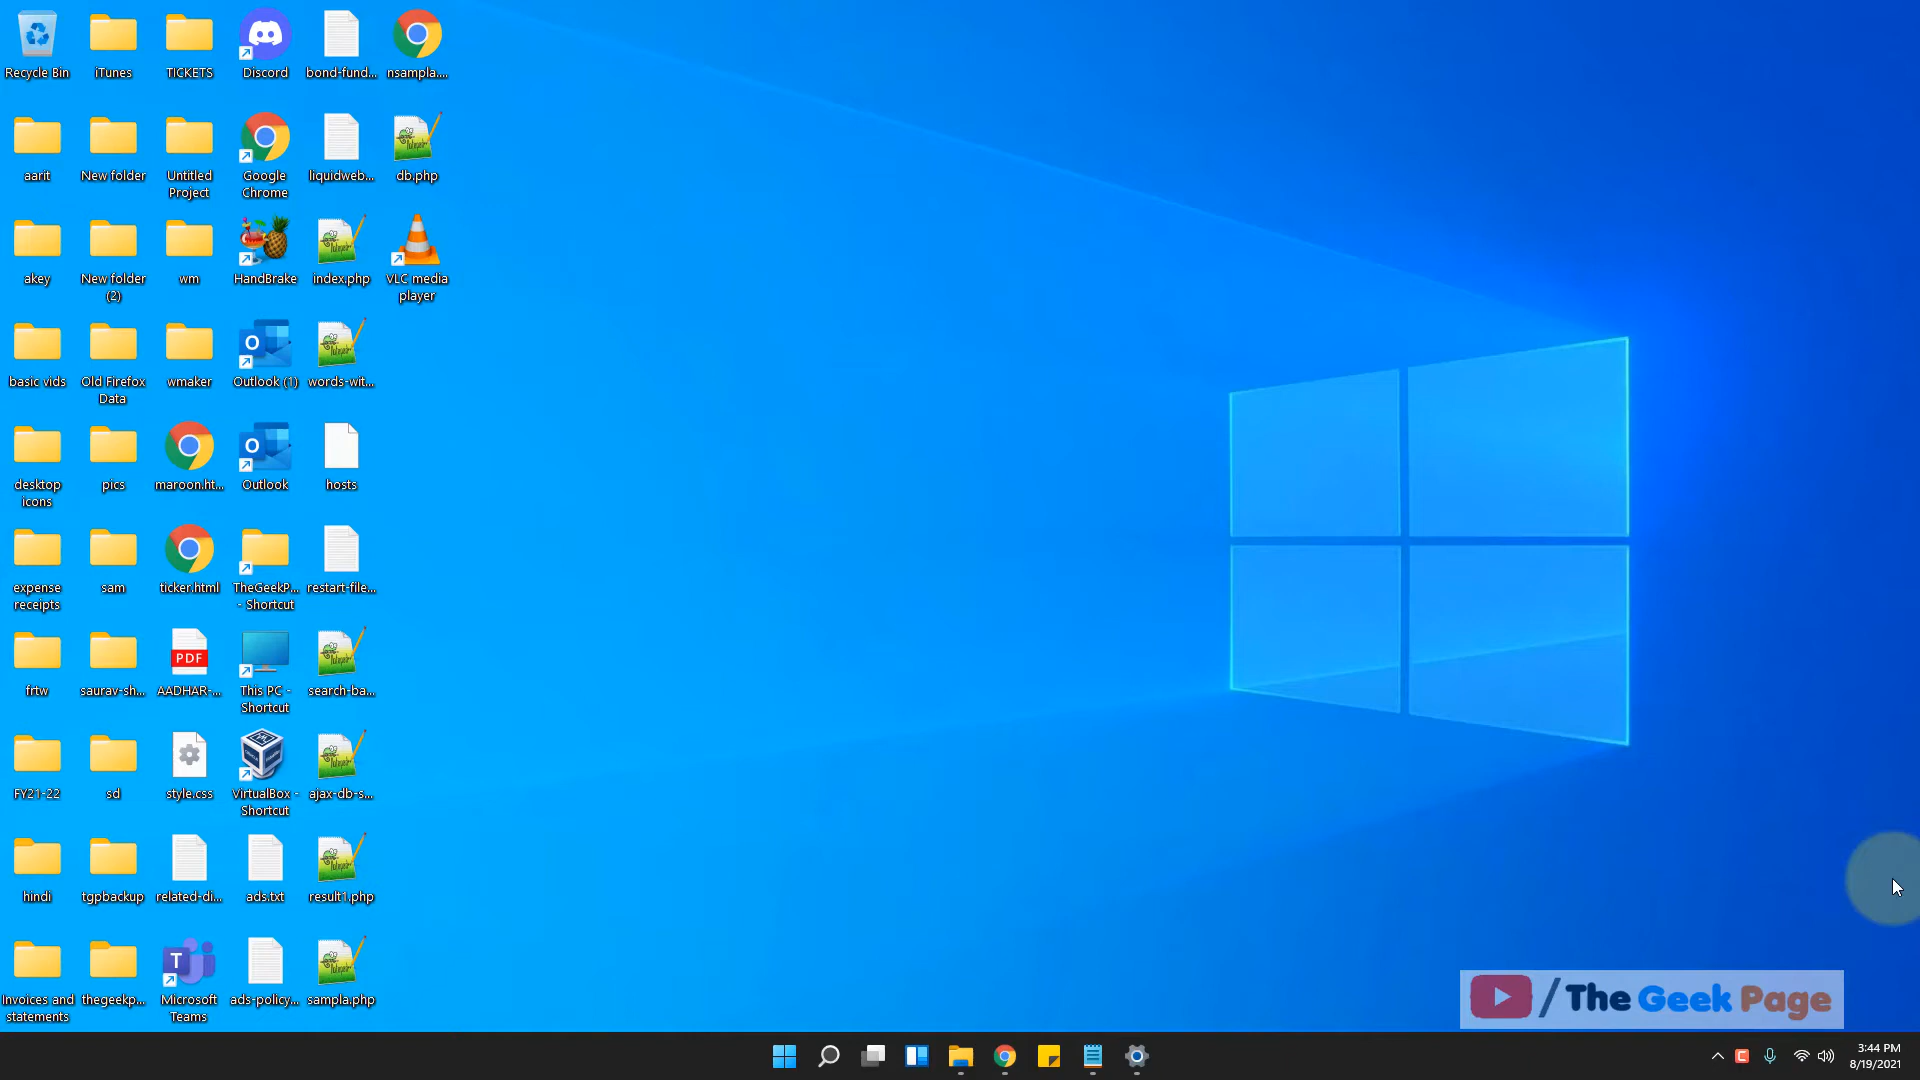 Recycle Bin
iTunes
TICKETS
Discord
bond-fund...
nsampla....
aarit
New folder
Untitled
Project
Google
Chrome
liquidweb...
db.php
akey
New folder
(2)
wm
HandBrake
index.php
VLC media
player
basic vids
Old Firefox
Data
wmaker
Outlook (1)
words-wit...
desktop
icons
pics
maroon.ht...
Outlook
hosts
expense
receipts
sam
ticker.html
TheGeekP...
- Shortcut
restart-file...
frtw
saurav-sh...
PDF
AADHAR-...
This PC -
Shortcut
search-ba...
FY21-22
sd
style.css
VirtualBox -
Shortcut
ajax-db-s...
hindi
tgpbackup
related-di...
ads.txt
result1.php
Invoices and
statements
thegeekp...
Microsoft
Teams
ads-policy...
sampla.php
/The Geek Page
3:44 PM
8/19/2021